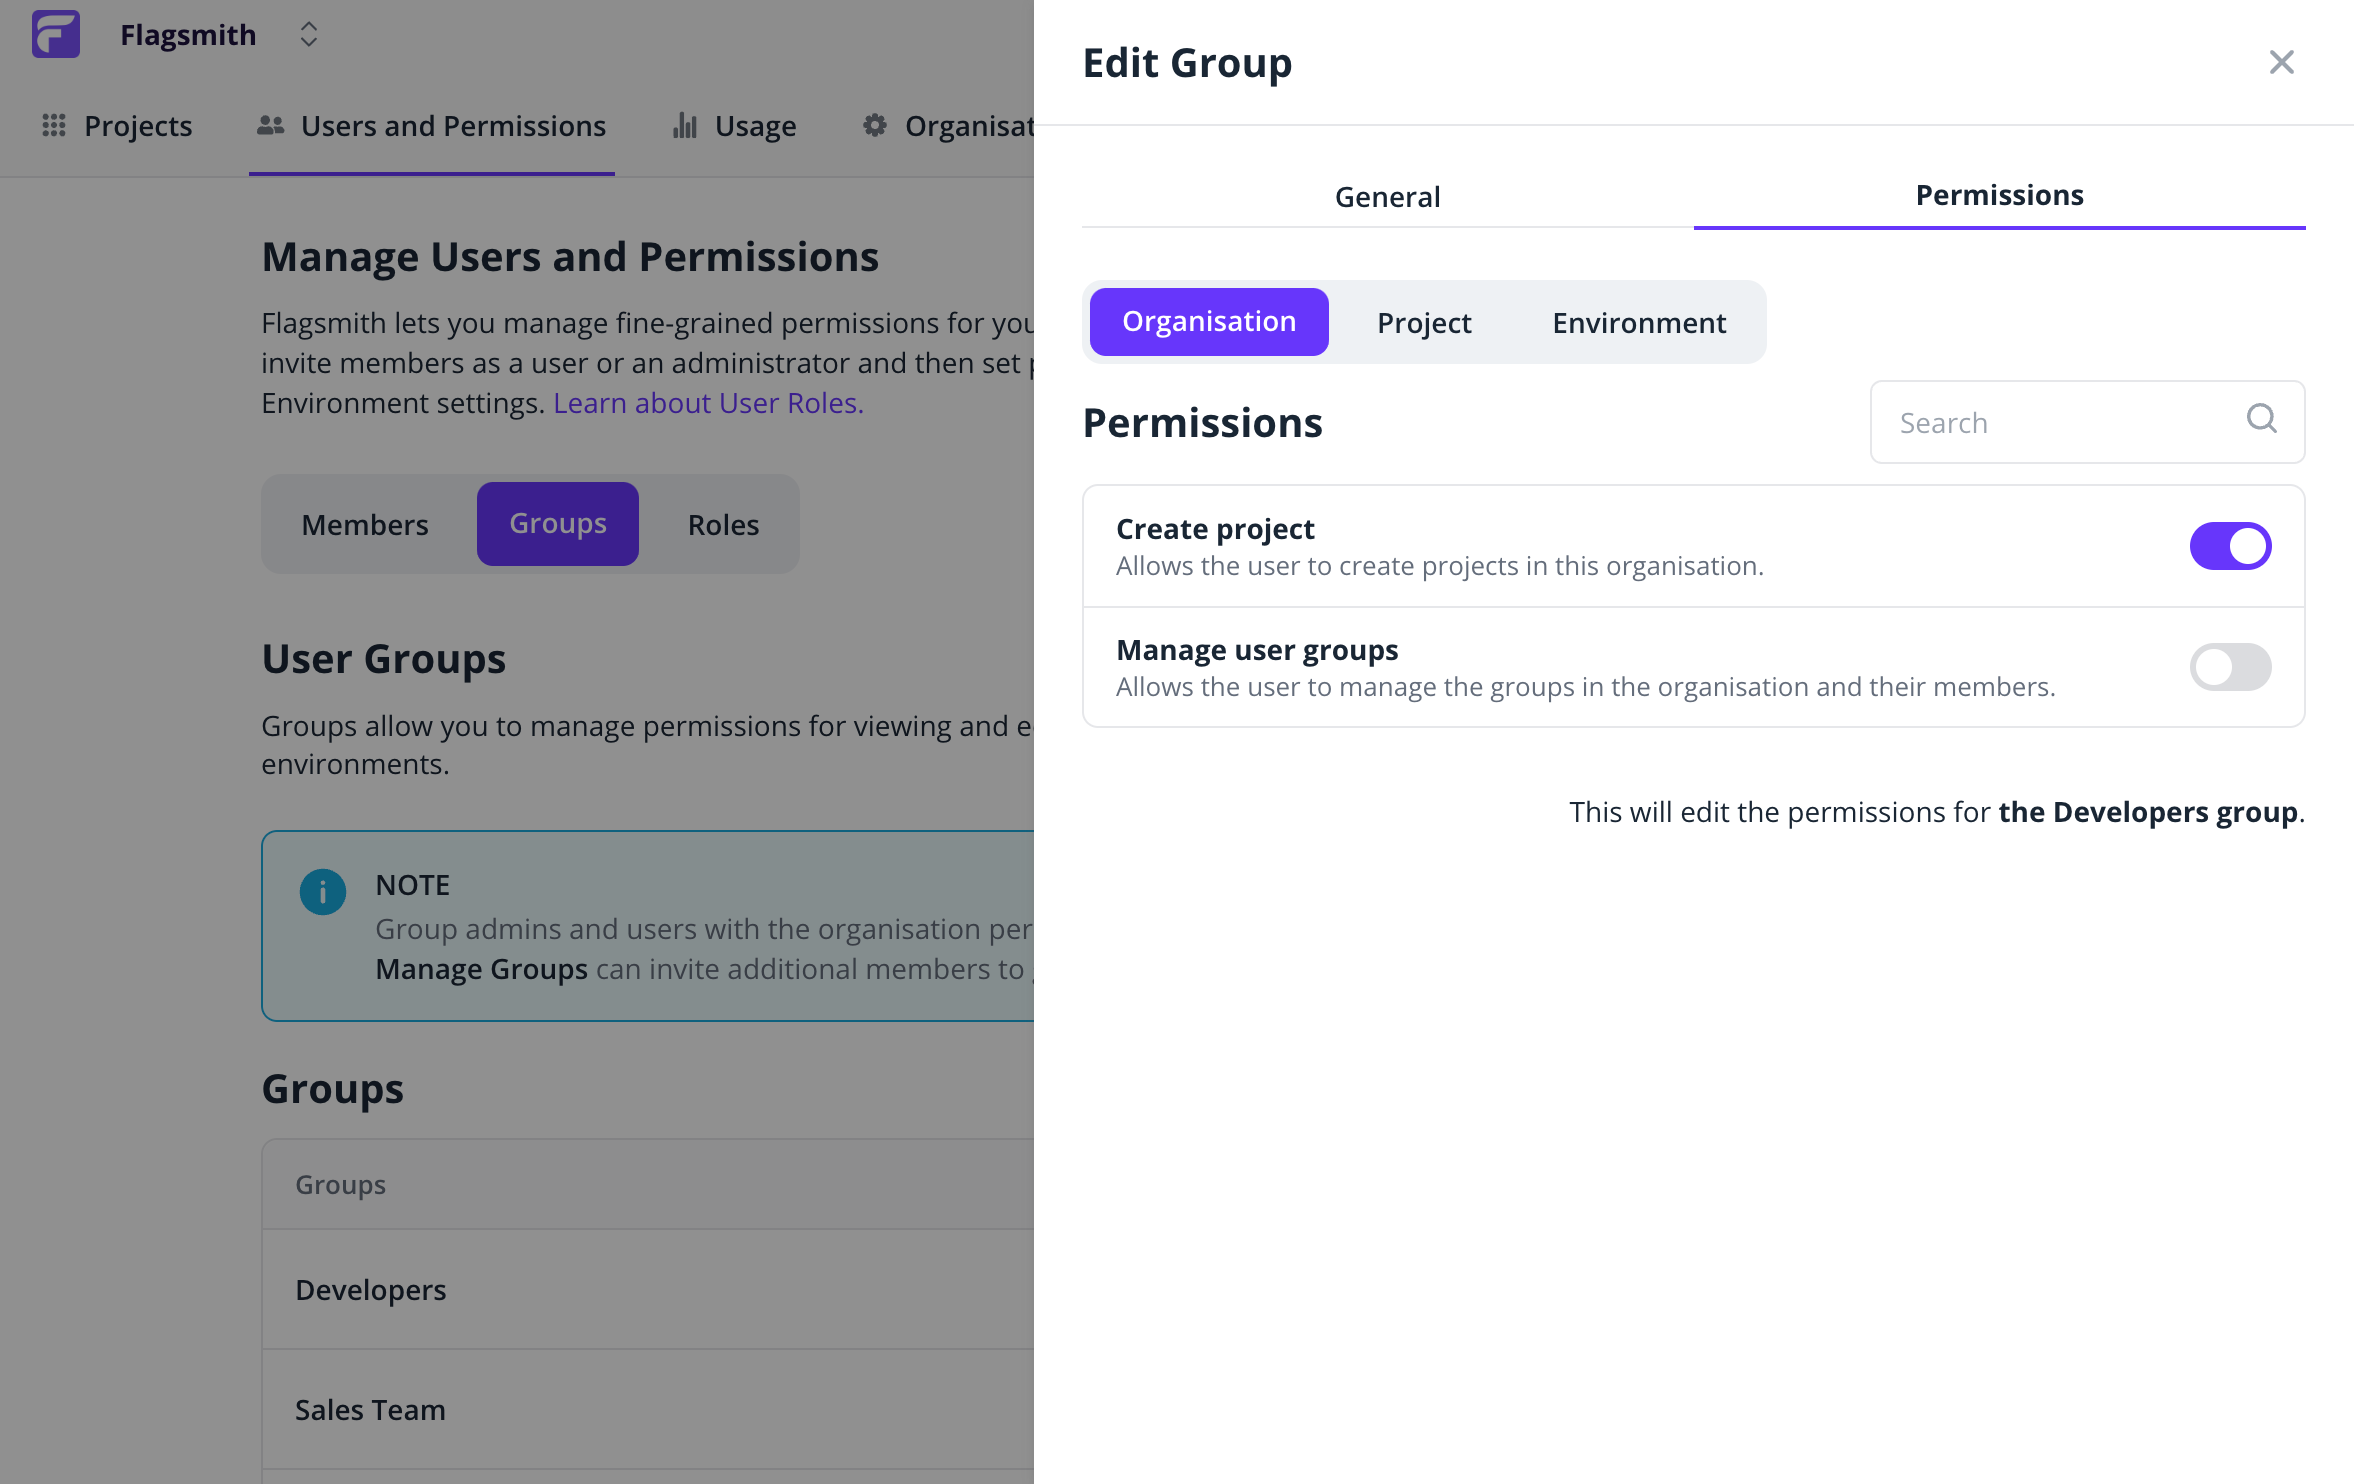 Flagsmith
Projects
Users and Permissions
Usage
Organisat
Manage Users and Permissions
Flagsmith lets you manage fine-grained permissions for you
invite members as a user or an administrator and then set p
Environment settings. Learn about User Roles.
Members
Groups
Roles
User Groups
Groups allow you to manage permissions for viewing and e
environments.
NOTE
Group admins and users with the organisation per
Manage Groups can invite additional members to
Groups
Groups
Developers
Sales Team
Edit Group
General
Permissions
Organisation
Project
Environment
Permissions
Search
Create project
Allows the user to create projects in this organisation.
Manage user groups
Allows the user to manage the groups in the organisation and their members.
This will edit the permissions for the Developers group.